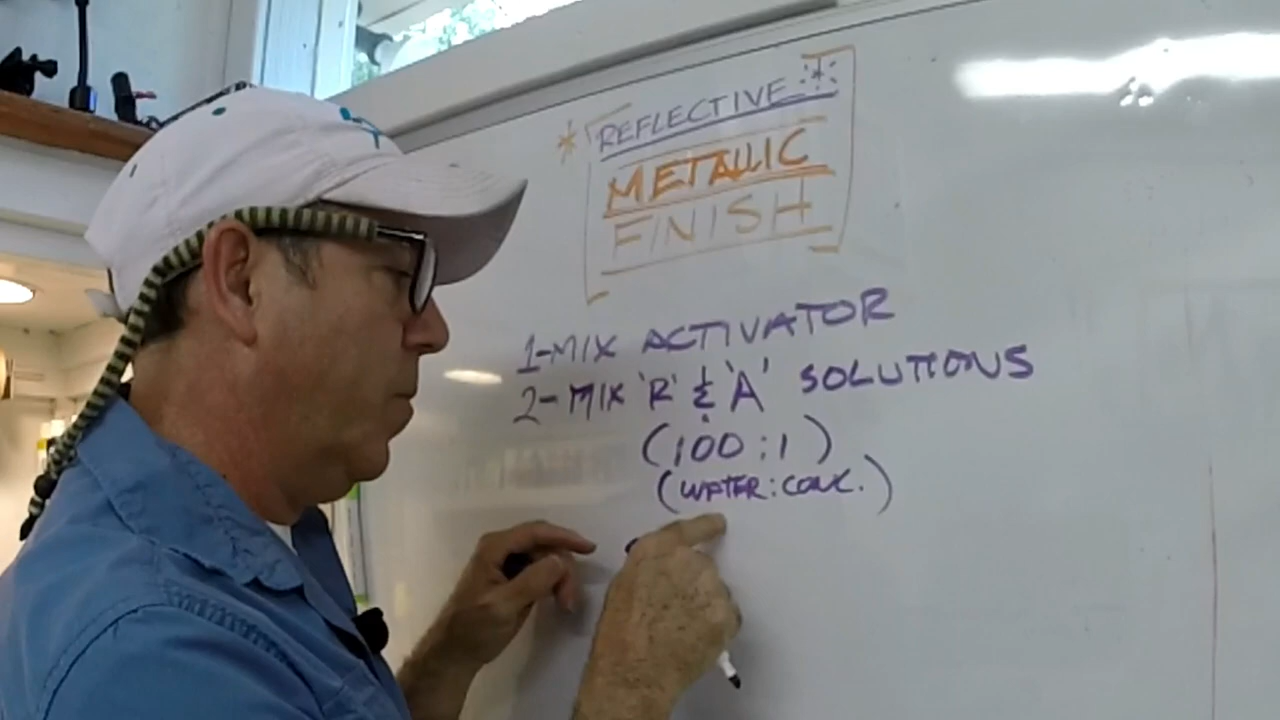 * REFLECTIVE *
METALLIC
FINISH
1-MIX ACTIVATOR
2-MIX 'R' & 'A' SOLUTIONS
(100:1)
(WATER:CONC.)